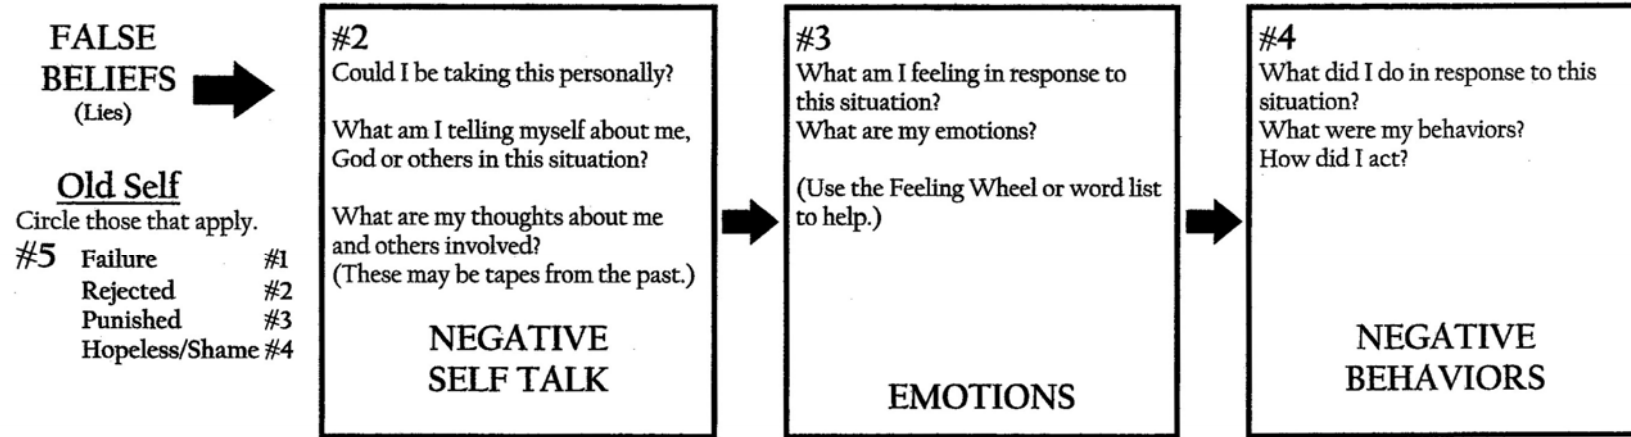 FALSE
BELIEFS
(Lies)
Old Self
Circle those that apply.
#5 Failure #1
Rejected #2
Punished #3
Hopeless/Shame #4
#2
Could I be taking this personally?
What am I telling myself about me,
God or others in this situation?
What are my thoughts about me
and others involved?
(These may be tapes from the past.)
NEGATIVE
SELF TALK
#3
What am I feeling in response to
this situation?
What are my emotions?
(Use the Feeling Wheel or word list
to help.)
EMOTIONS
#4
What did I do in response to this
situation?
What were my behaviors?
How did I act?
NEGATIVE
BEHAVIORS